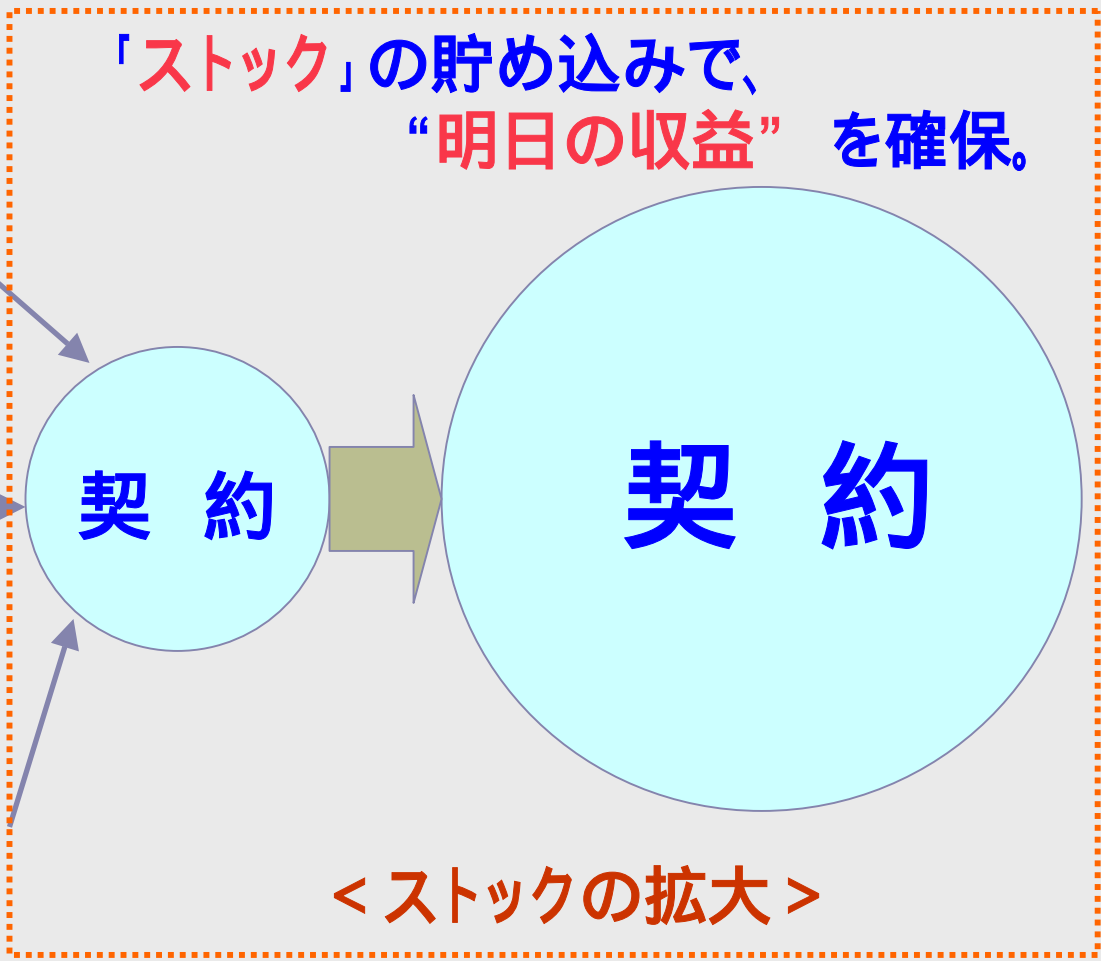 「ストック」の貯め込みで、
“明日の収益” を確保。
契 約
契 約
<ストックの拡大>